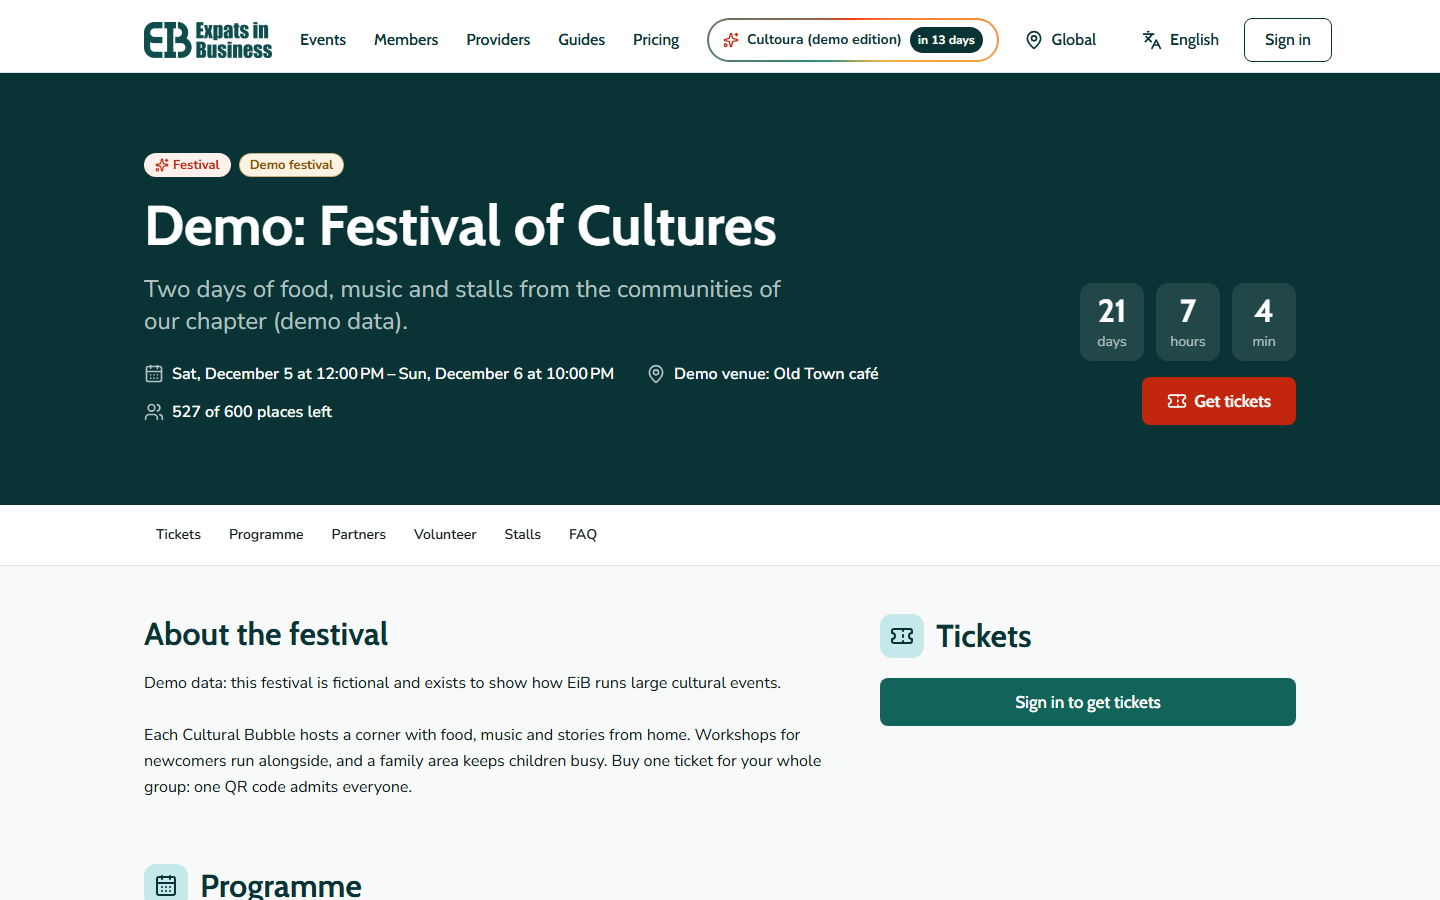 EIB Expats in Business
Events
Members
Providers
Guides
Pricing
Cultoura (demo edition) in 13 days
Global
English
Sign in
Festival
Demo festival
Demo: Festival of Cultures
Two days of food, music and stalls from the communities of
our chapter (demo data).
Sat, December 5 at 12:00 PM – Sun, December 6 at 10:00 PM
Demo venue: Old Town café
527 of 600 places left
21 days
7 hours
4 min
Get tickets
Tickets
Programme
Partners
Volunteer
Stalls
FAQ
About the festival
Demo data: this festival is fictional and exists to show how EiB runs large cultural events.
Each Cultural Bubble hosts a corner with food, music and stories from home. Workshops for
newcomers run alongside, and a family area keeps children busy. Buy one ticket for your whole
group: one QR code admits everyone.
Tickets
Sign in to get tickets
Programme